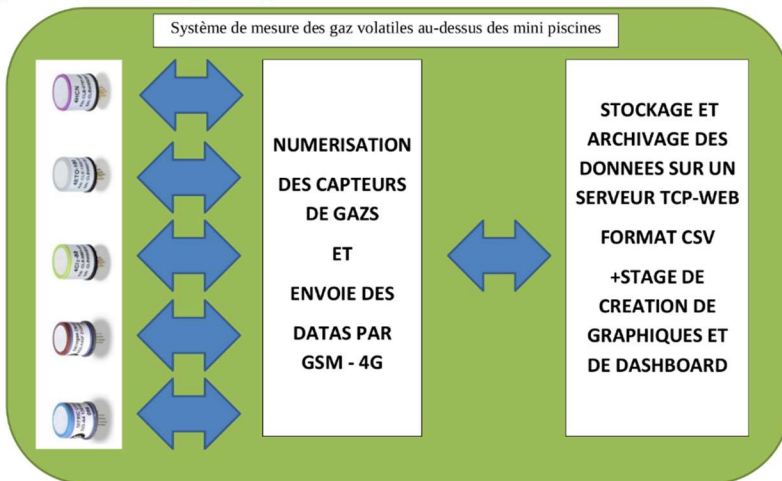 Système de mesure des gaz volatiles au-dessus des mini piscines
4HCN
4ETO
NUMERISATION
DES CAPTEURS
DE GAZS
ET
ENVOIE DES
DATAS PAR
GSM - 4G
STOCKAGE ET
ARCHIVAGE DES
DONNEES SUR UN
SERVEUR TCP-WEB
FORMAT CSV
+STAGE DE
CREATION DE
GRAPHIQUES ET
DE DASHBOARD